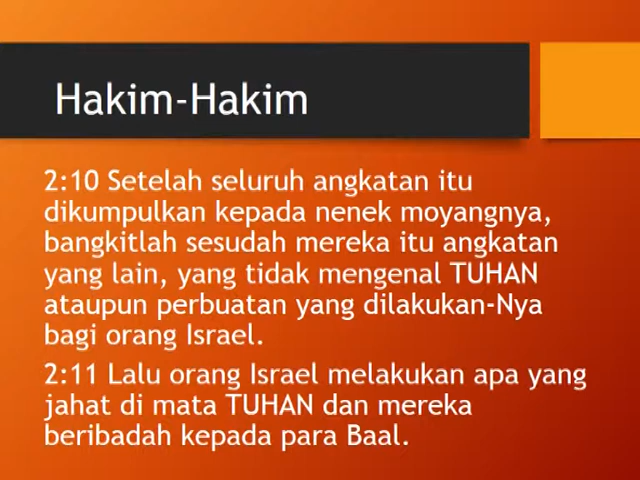 Hakim-Hakim
2:10 Setelah seluruh angkatan itu
dikumpulkan kepada nenek moyangnya,
bangkitlah sesudah mereka itu angkatan
yang lain, yang tidak mengenal TUHAN
ataupun perbuatan yang dilakukan-Nya
bagi orang Israel.
2:11 Lalu orang Israel melakukan apa yang
jahat di mata TUHAN dan mereka
beribadah kepada para Baal.